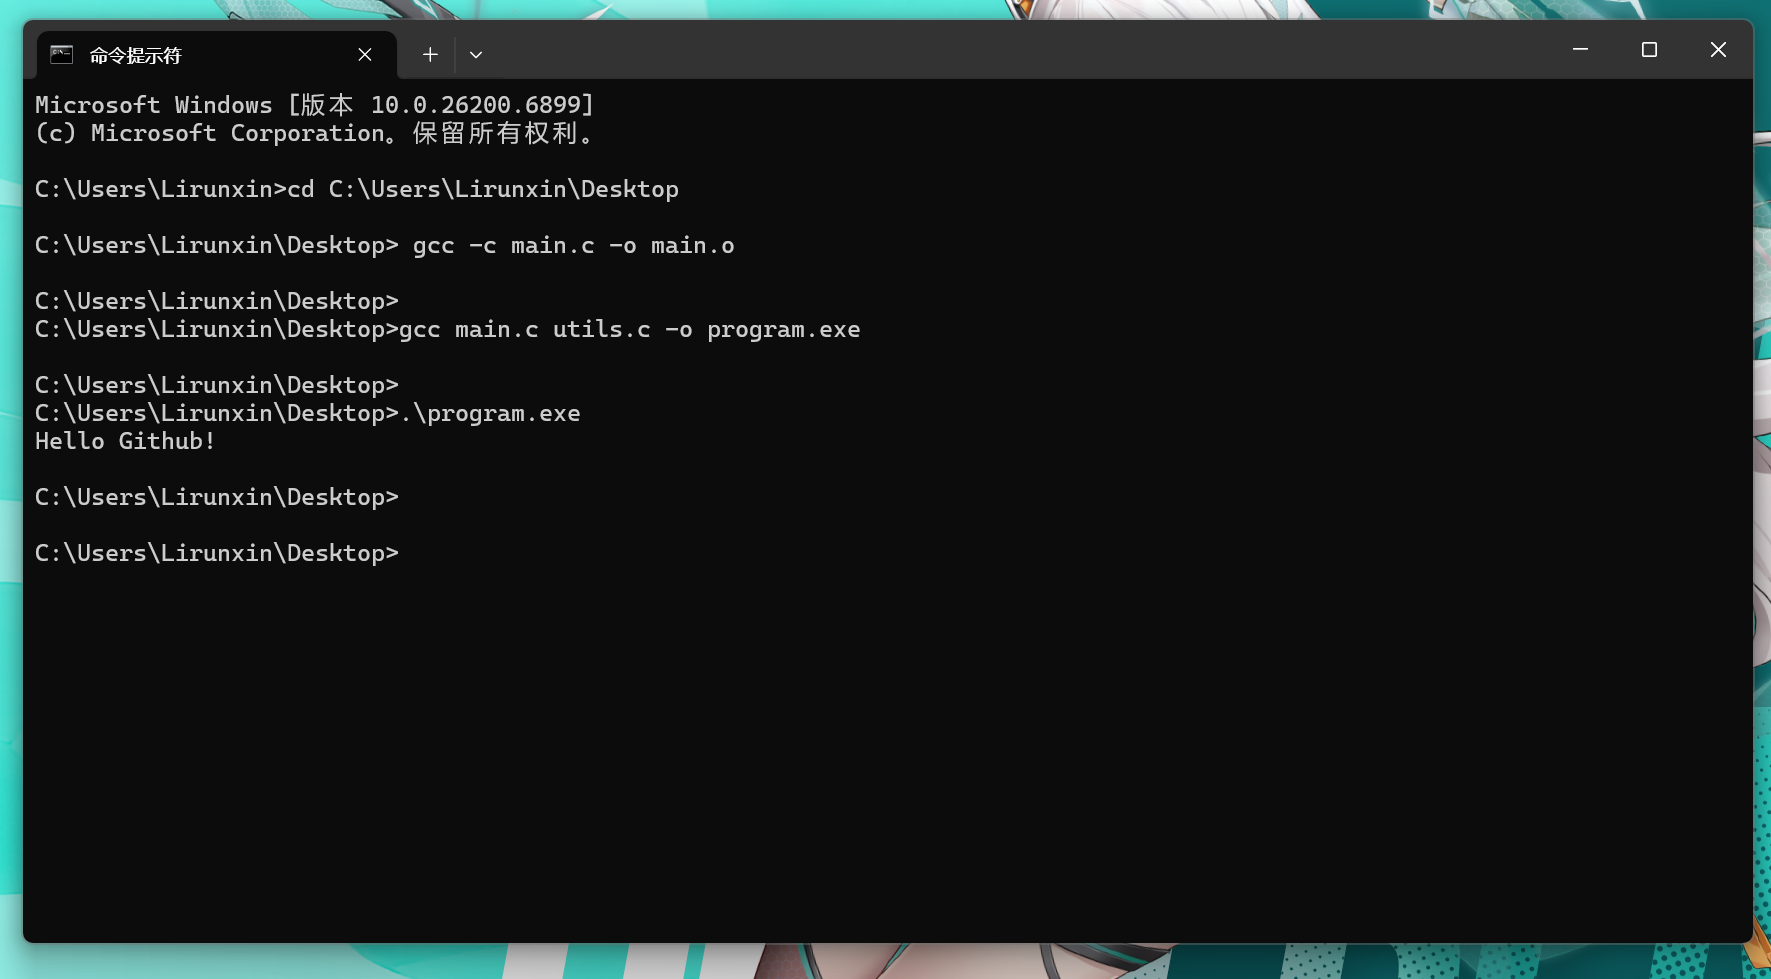 命令提示符
Microsoft Windows [版本 10.0.26200.6899]
(c) Microsoft Corporation。保留所有权利。
C:\Users\Lirunxin>cd C:\Users\Lirunxin\Desktop
C:\Users\Lirunxin\Desktop> gcc -c main.c -o main.o
C:\Users\Lirunxin\Desktop>
C:\Users\Lirunxin\Desktop>gcc main.c utils.c -o program.exe
C:\Users\Lirunxin\Desktop>
C:\Users\Lirunxin\Desktop>.\program.exe
Hello Github!
C:\Users\Lirunxin\Desktop>
C:\Users\Lirunxin\Desktop>